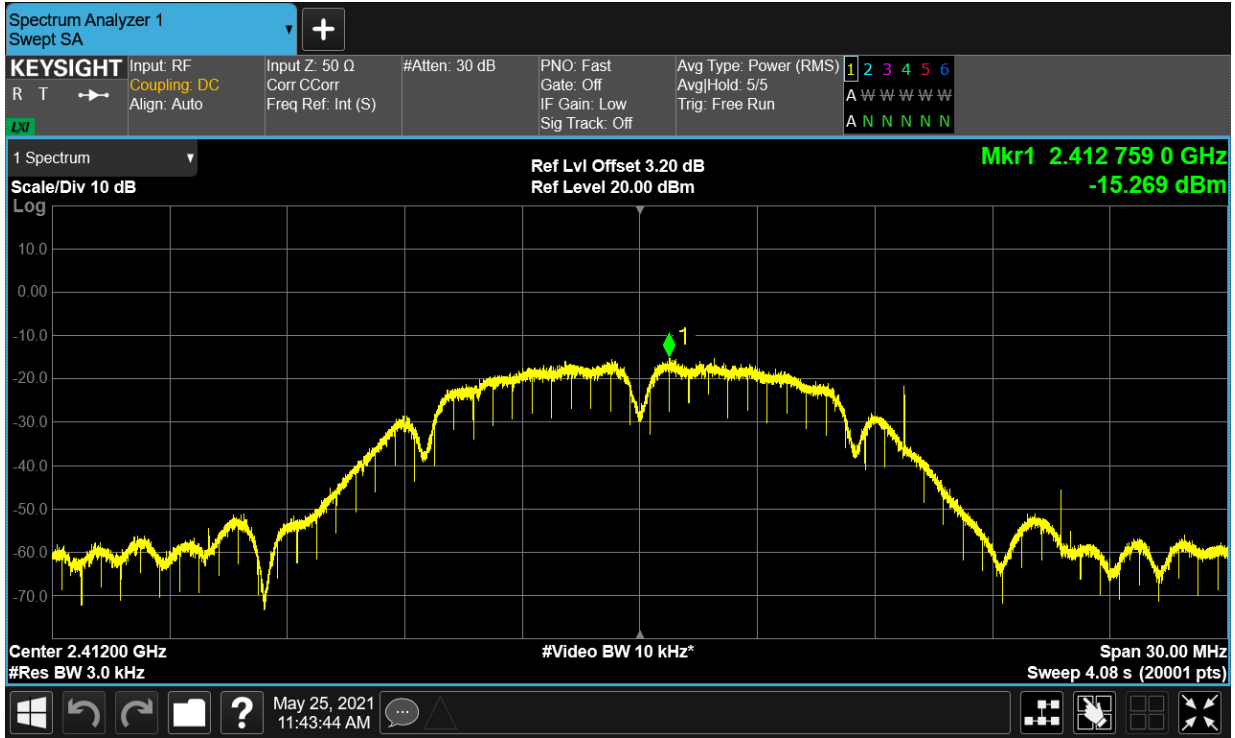 Spectrum Analyzer 1
Swept SA
KEYSIGHT
R T
LXI
Input: RF
Coupling: DC
Align: Auto
Input Z: 50 Ω
Corr CCorr
Freq Ref: Int (S)
#Atten: 30 dB
PNO: Fast
Gate: Off
IF Gain: Low
Sig Track: Off
Avg Type: Power (RMS)
Avg|Hold: 5/5
Trig: Free Run
1 2 3 4 5 6
A W W W W W
A N N N N N
1 Spectrum
Scale/Div 10 dB
Log
Ref Lvl Offset 3.20 dB
Ref Level 20.00 dBm
Mkr1 2.412 759 0 GHz
-15.269 dBm
10.0
0.00
-10.0
1
-20.0
-30.0
-40.0
-50.0
-60.0
-70.0
Center 2.41200 GHz
#Res BW 3.0 kHz
#Video BW 10 kHz*
Span 30.00 MHz
Sweep 4.08 s (20001 pts)
?
May 25, 2021
11:43:44 AM